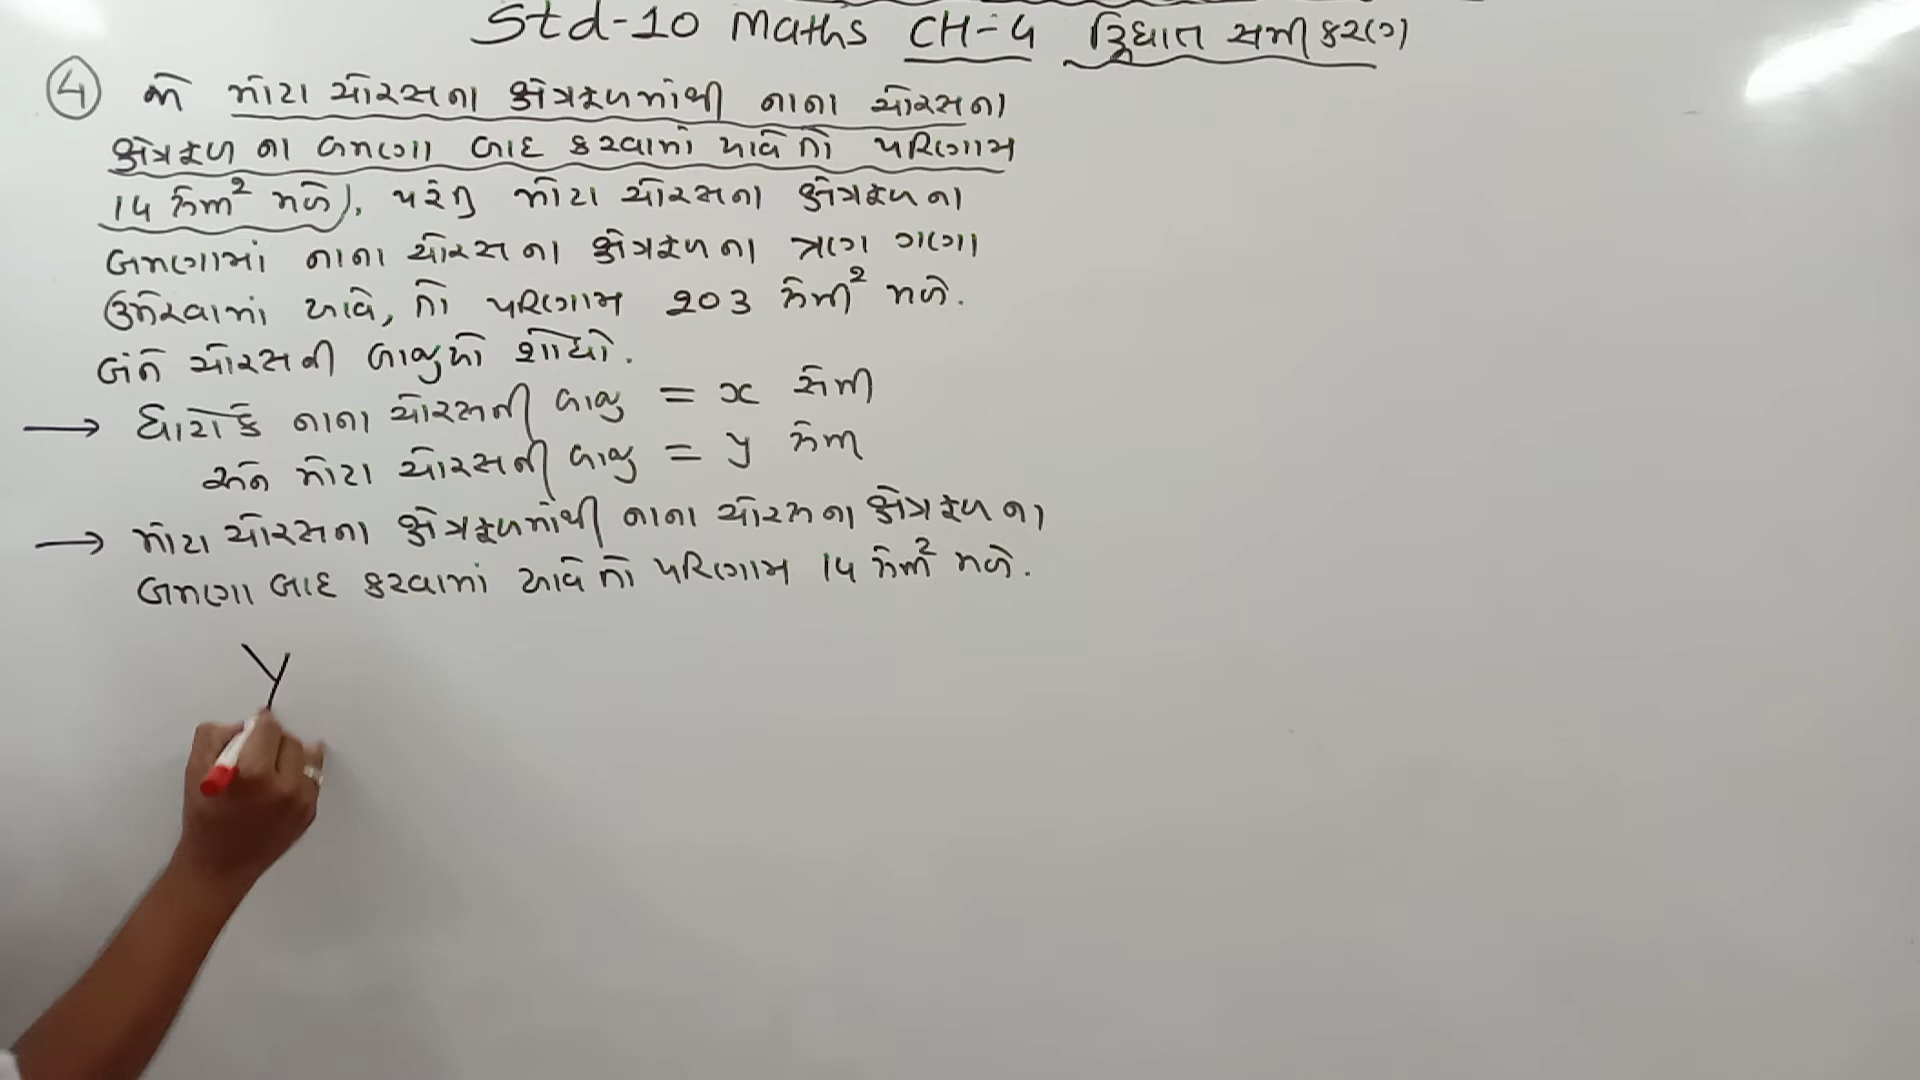 Std-10 Maths CH-4 દ્વિઘાત સમીકરણ
④ જો મોટા ચોરસના ક્ષેત્રફળમાંથી નાના ચોરસના
ક્ષેત્રફળ ના બમણા બાદ કરવામાં આવે તો પરિણામ
14 સેમી² મળે, પરંતુ મોટા ચોરસના ક્ષેત્રફળના
બમણામાં નાના ચોરસ ના ક્ષેત્રફળના ત્રણ ગણા
ઉમેરવામાં આવે, તો પરિણામ 203 સેમી² મળે.
બંને ચોરસની બાજુઓ શોધો.
→ ધારોકે નાના ચોરસની બાજુ = x સેમી
અને મોટા ચોરસની બાજુ = y સેમી
→ મોટા ચોરસના ક્ષેત્રફળમાંથી નાના ચોરસના ક્ષેત્રફળ ના
બમણા બાદ કરવામાં આવે તો પરિણામ 14 સેમી² મળે.
y